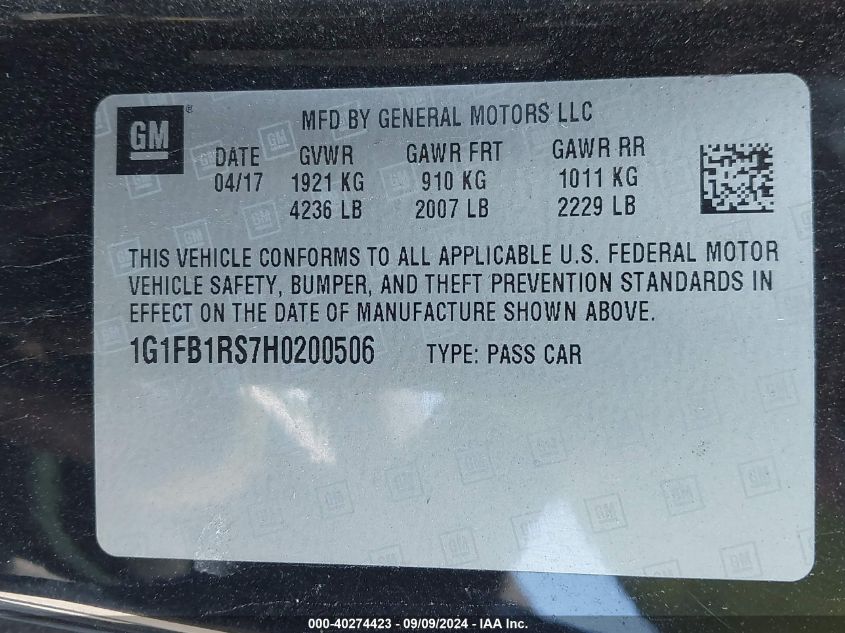 GM ®
MFD BY GENERAL MOTORS LLC
DATE GVWR GAWR FRT GAWR RR
04/17 1921 KG 910 KG 1011 KG
4236 LB 2007 LB 2229 LB
THIS VEHICLE CONFORMS TO ALL APPLICABLE U.S. FEDERAL MOTOR
VEHICLE SAFETY, BUMPER, AND THEFT PREVENTION STANDARDS IN
EFFECT ON THE DATE OF MANUFACTURE SHOWN ABOVE.
1G1FB1RS7H0200506 TYPE: PASS CAR
000-40274423 - 09/09/2024 - IAA Inc.